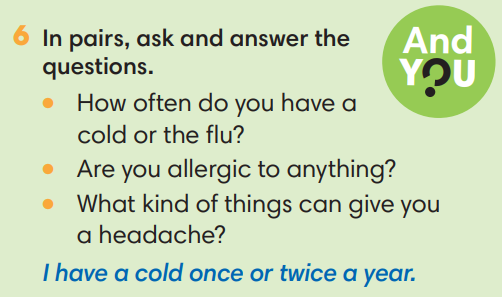 6 In pairs, ask and answer the
questions.
And
YOU
• How often do you have a
cold or the flu?
• Are you allergic to anything?
• What kind of things can give you
a headache?
I have a cold once or twice a year.